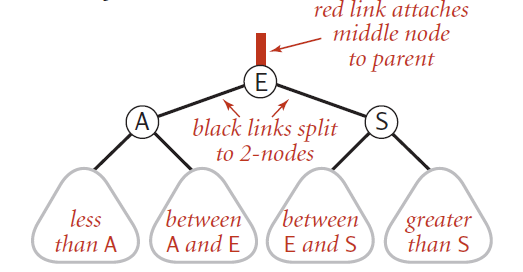 red link attaches
middle node
to parent
E
A
S
black links split
to 2-nodes
less
than A
between
A and E
between
E and S
greater
than S